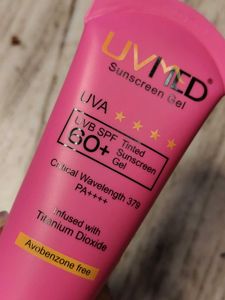 UVMED
Sunscreen Gel
UVA ★★★★
UVB SPF
60+
Tinted
Sunscreen
Gel
Critical Wavelength 379
PA++++
Infused with
Titanium Dioxide
Avobenzone free